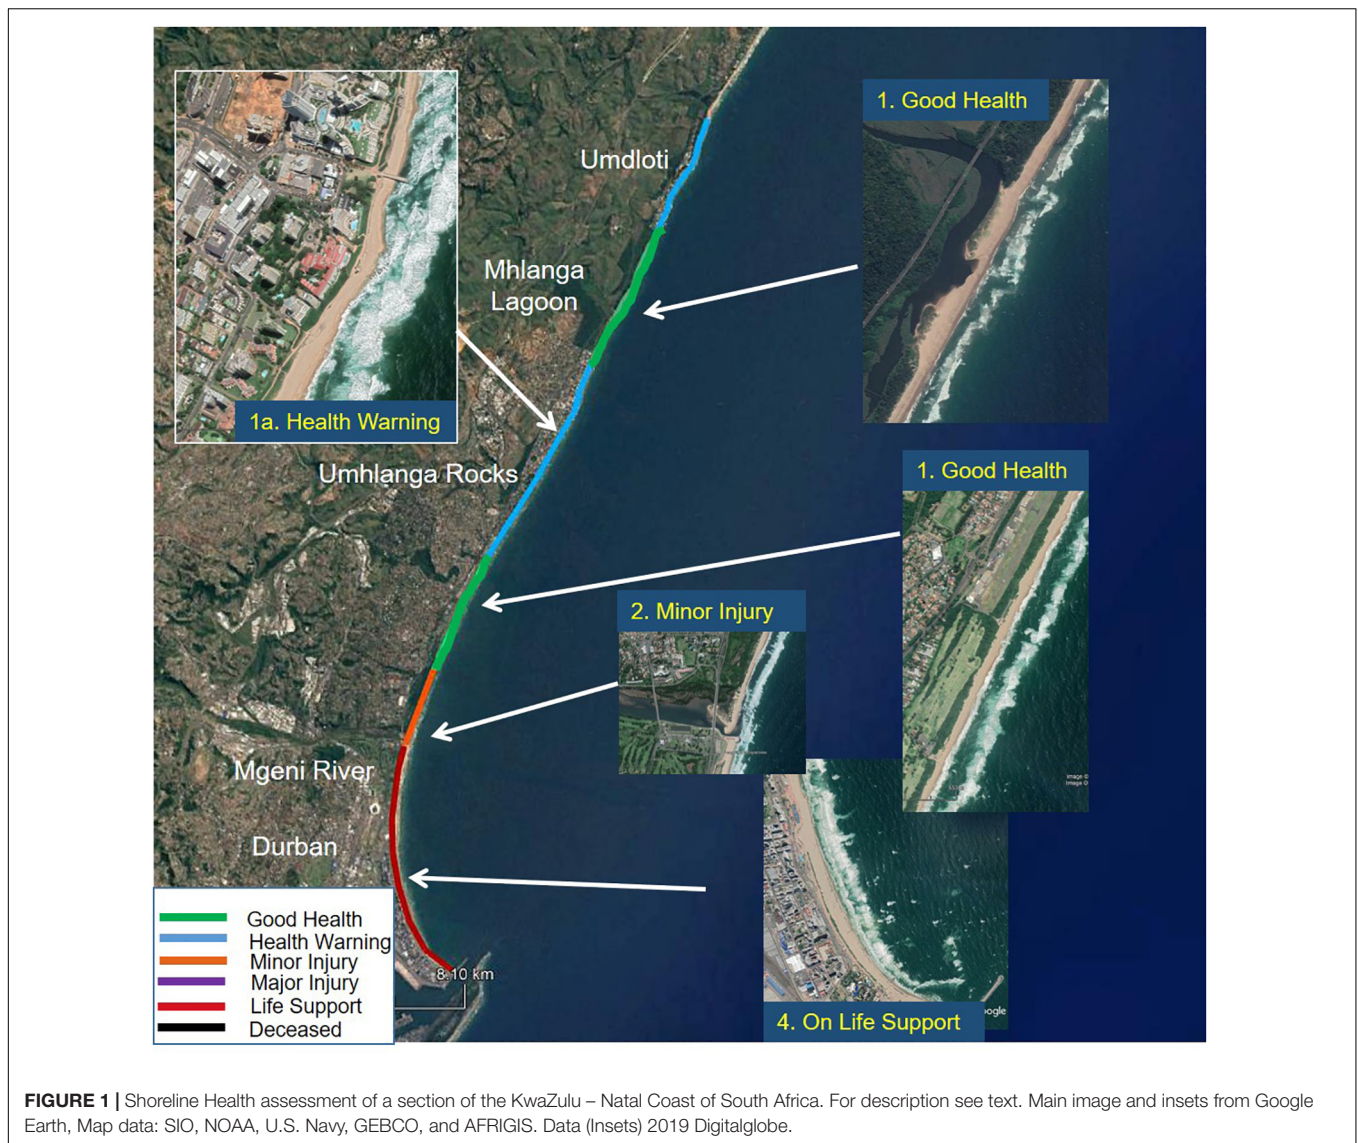 1. Good Health
Umdloti
Mhlanga
Lagoon
1a. Health Warning
Umhlanga Rocks
1. Good Health
2. Minor Injury
Image ©
Image ©
Mgeni River
Durban
Good Health
Health Warning
Minor Injury
Major Injury
Life Support
Deceased
8.10 km
4. On Life Support
ogle
FIGURE 1 | Shoreline Health assessment of a section of the KwaZulu – Natal Coast of South Africa. For description see text. Main image and insets from Google
Earth, Map data: SIO, NOAA, U.S. Navy, GEBCO, and AFRIGIS. Data (Insets) 2019 Digitalglobe.